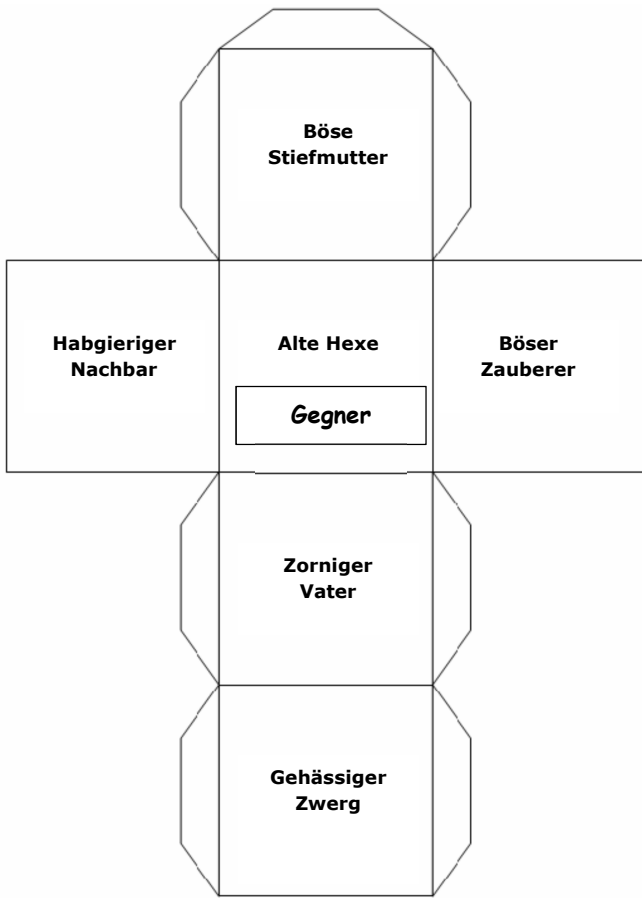 Böse
Stiefmutter
Habgieriger
Nachbar
Alte Hexe
Böser
Zauberer
Gegner
Zorniger
Vater
Gehässiger
Zwerg